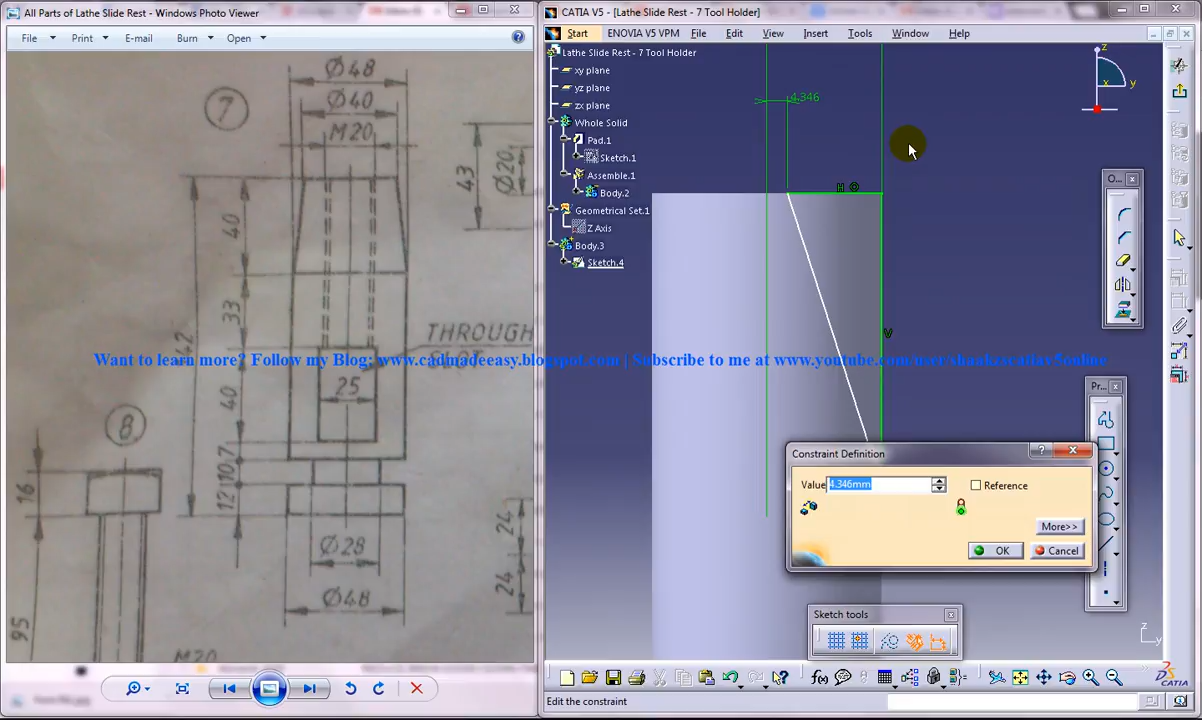 All Parts of Lathe Slide Rest - Windows Photo Viewer
File
Print
E-mail
Burn
Open
7
Ø48
Ø40
M20
43
Ø20
40
33
THROUGH
25
40
10,7
12
8
16
24
24
Ø28
Ø48
95
M20
CATIA V5 - [Lathe Slide Rest - 7 Tool Holder]
Start
ENOVIA V5 VPM
File
Edit
View
Insert
Tools
Window
Help
Lathe Slide Rest - 7 Tool Holder
xy plane
yz plane
zx plane
Whole Solid
Pad.1
Sketch.1
Assemble.1
Body.2
Geometrical Set.1
Z Axis
Body.3
Sketch.4
4.346
H
V
z
x
y
O...
Pr...
Want to learn more? Follow my Blog: www.cadmadeeasy.blogspot.com | Subscribe to me at www.youtube.com/user/shaahzscatiav5online
Constraint Definition
Value
4.346mm
Reference
More>>
OK
Cancel
Sketch tools
z
y
Edit the constraint